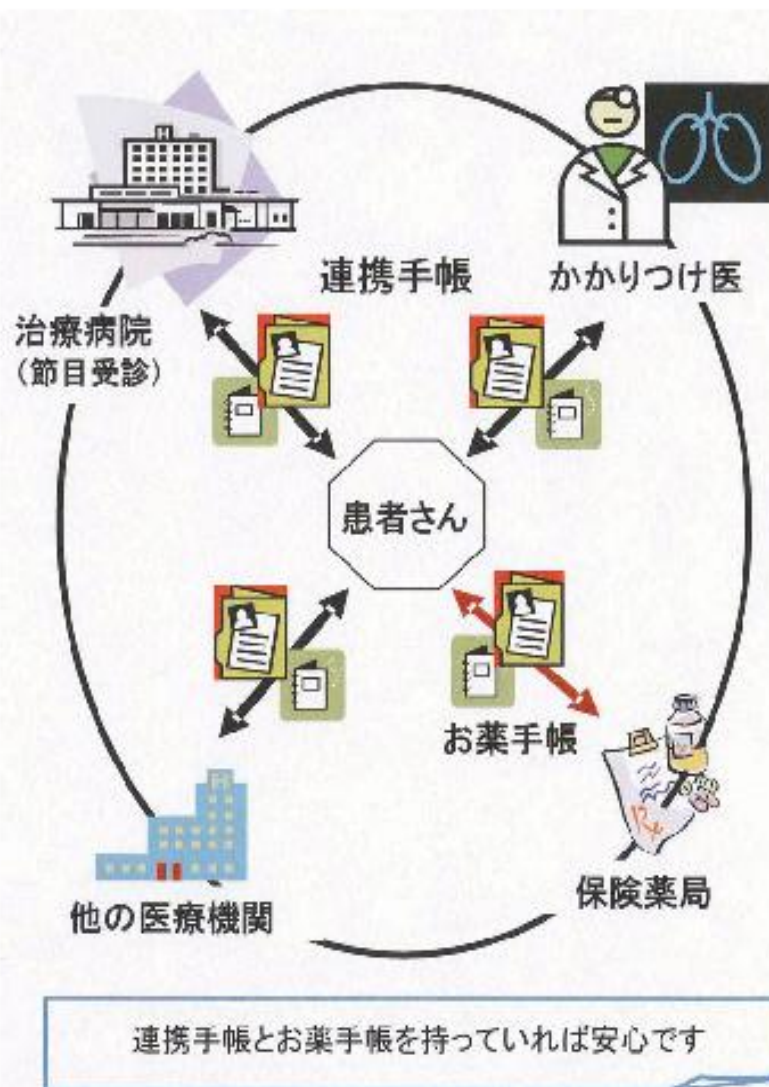 連携手帳
かかりつけ医
治療病院
（節目受診）
患者さん
お薬手帳
保険薬局
他の医療機関
連携手帳とお薬手帳を持っていれば安心です